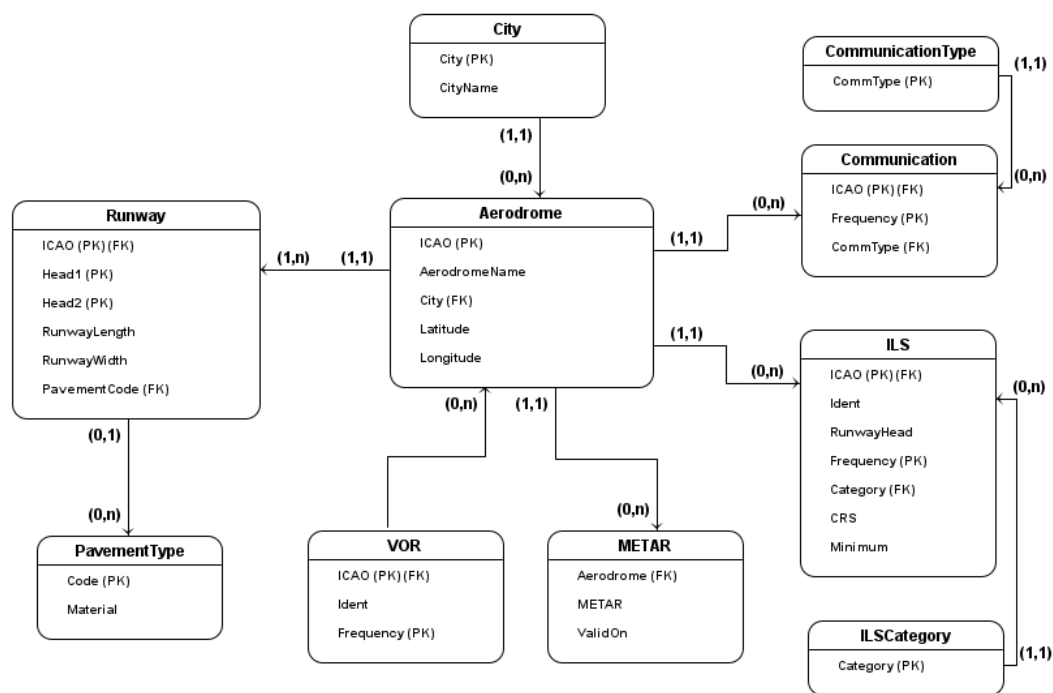 City
City (PK)
CityName
CommunicationType
CommType (PK)
(1,1)
(1,1)
(0,n)
Communication
ICAO (PK)(FK)
Frequency (PK)
CommType (FK)
(0,n)
(0,n)
Runway
ICAO (PK)(FK)
Head1 (PK)
Head2 (PK)
RunwayLength
RunwayWidth
PavementCode (FK)
(1,n)
(1,1)
Aerodrome
ICAO (PK)
AerodromeName
City (FK)
Latitude
Longitude
(1,1)
(1,1)
(0,n)
ILS
ICAO (PK)(FK)
Ident
RunwayHead
Frequency (PK)
Category (FK)
CRS
Minimum
(0,n)
(0,1)
(0,n)
(0,n)
(1,1)
(0,n)
PavementType
Code (PK)
Material
VOR
ICAO (PK)(FK)
Ident
Frequency (PK)
METAR
Aerodrome (FK)
METAR
ValidOn
ILSCategory
Category (PK)
(1,1)